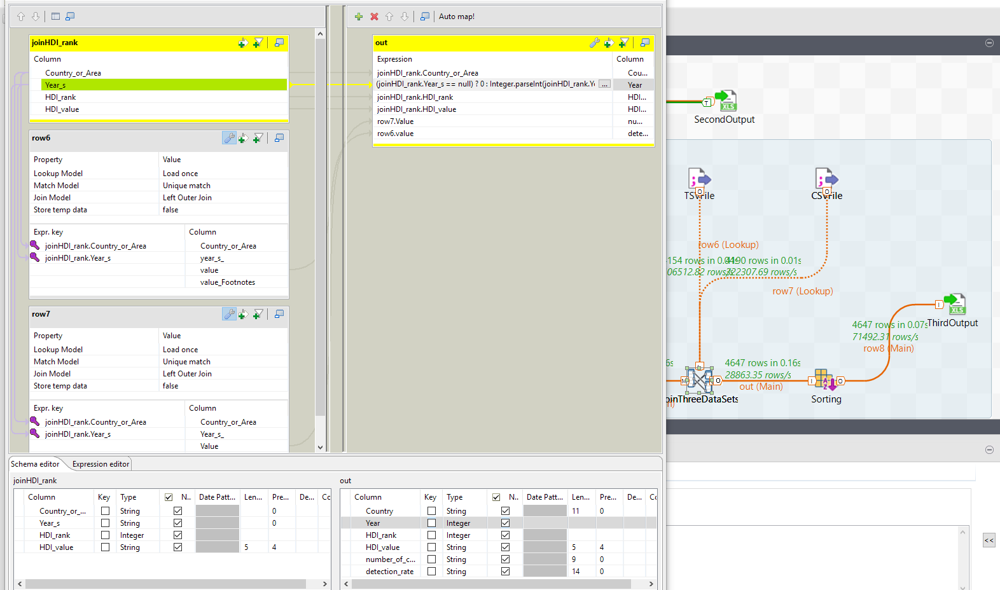 Auto map!
joinHDI_rank
Column
Country_or_Area
Year_s
HDI_rank
HDI_value
row6
Property Value
Lookup Model Load once
Match Model Unique match
Join Model Left Outer Join
Store temp data false
Expr. key Column
joinHDI_rank.Country_or_Area Country_or_Area
joinHDI_rank.Year_s year_s_
value
value_Footnotes
row7
Property Value
Lookup Model Load once
Match Model Unique match
Join Model Left Outer Join
Store temp data false
Expr. key Column
joinHDI_rank.Country_or_Area Country_or_Area
joinHDI_rank.Year_s Year_s_
Value
out
Expression Column
joinHDI_rank.Country_or_Area Cou...
(joinHDI_rank.Year_s == null) ? 0 : Integer.parseInt(joinHDI_rank.Ye ... Year
joinHDI_rank.HDI_rank HDI...
joinHDI_rank.HDI_value HDI...
row7.Value nu...
row6.value dete...
T
XLS
SecondOutput
TSVFile
CSVFile
O
O
row6 (Lookup)
154 rows in 0.04s
06512.82 rows/s
4190 rows in 0.01s
322307.69 rows/s
row7 (Lookup)
I
XLS
ThirdOutput
4647 rows in 0.07s
71492.31 rows/s
row8 (Main)
6s
4647 rows in 0.16s
28863.35 rows/s
out (Main)
M
O
I
A
Z
O
oinThreeDataSets
Sorting
Schema editor Expression editor
joinHDI_rank
Column Key Type N.. Date Patt... Len... Pre... De... Co
Country_or_... String 0
Year_s String 0
HDI_rank Integer
HDI_value String 5 4
out
Column Key Type N.. Date Patt... Len... Pre... De... Co
Country String 11 0
Year Integer
HDI_rank Integer
HDI_value String 5 4
number_of_c... String 9 0
detection_rate String 14 0
<<